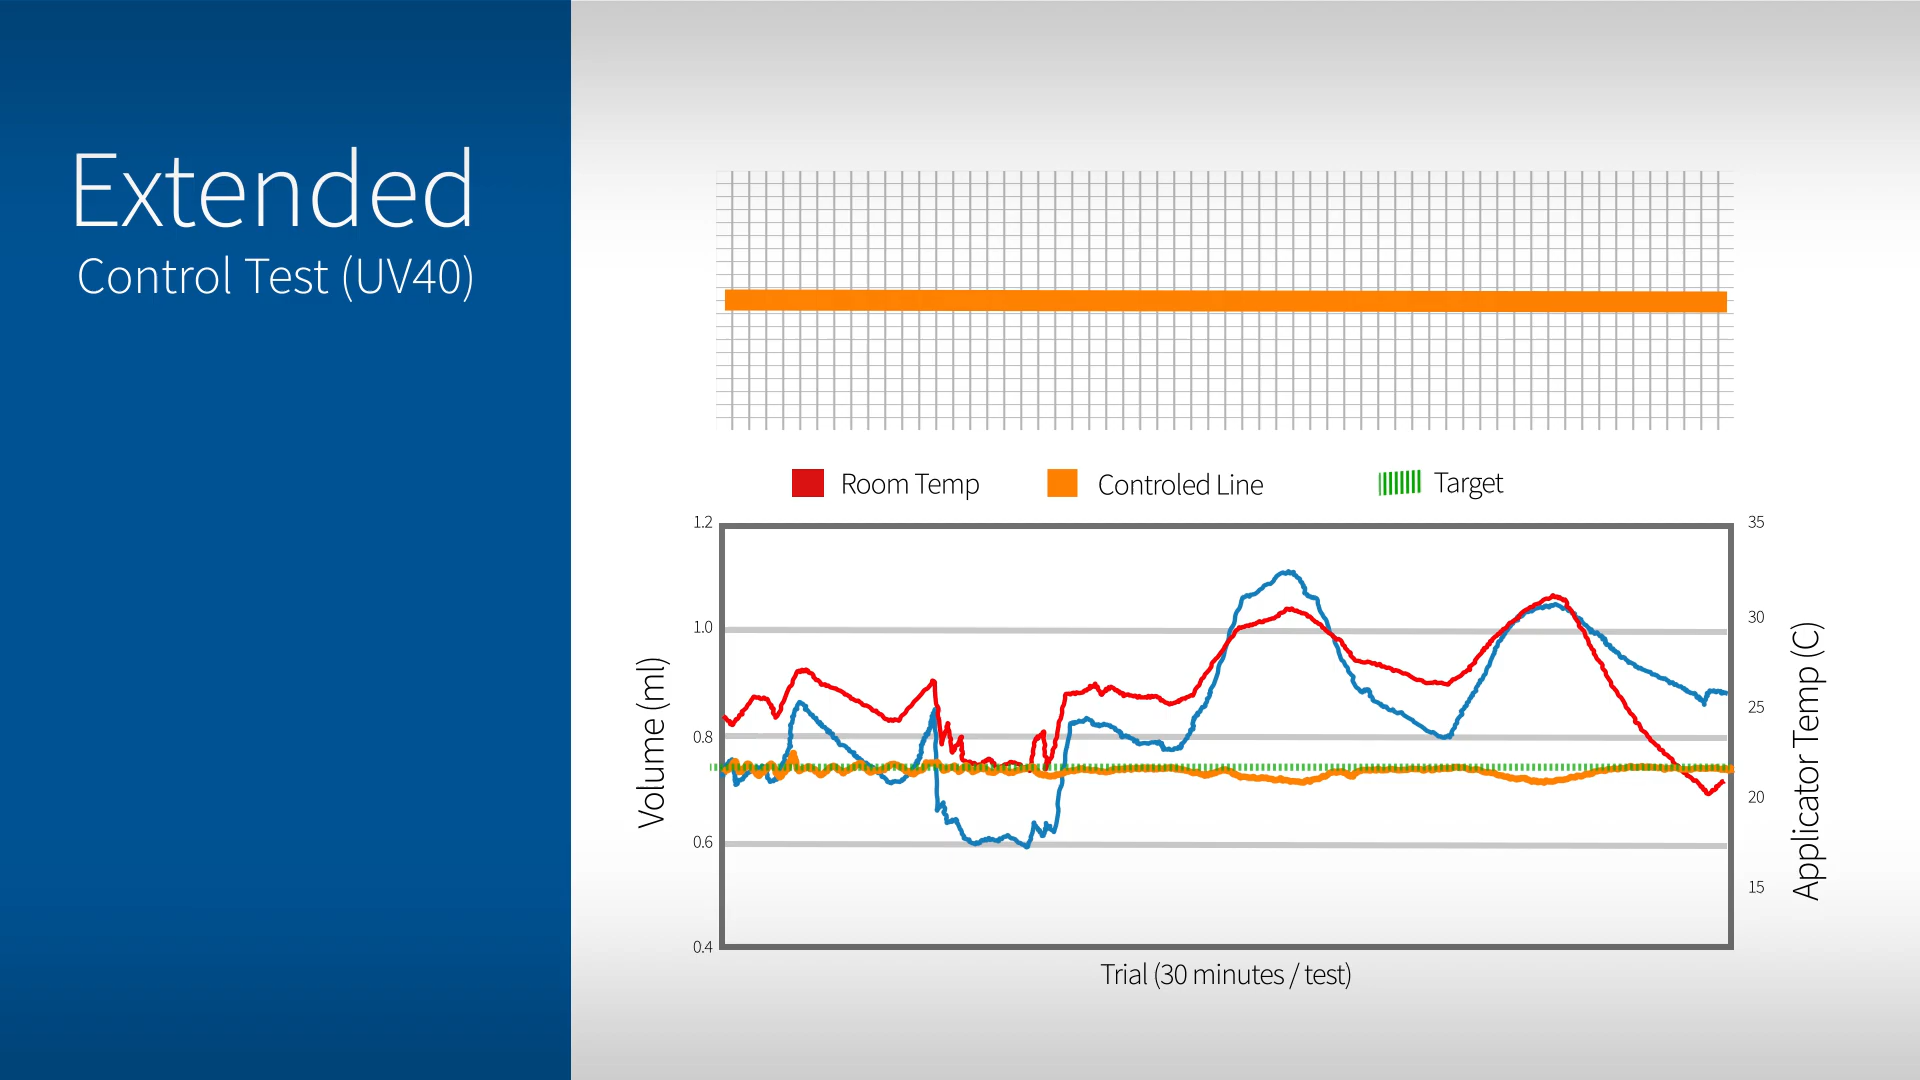 Extended
Control Test (UV40)
Room Temp
Controled Line
Target
1.2
35
1.0
30
0.8
25
20
0.6
15
0.4
Volume (ml)
Applicator Temp (C)
Trial (30 minutes / test)